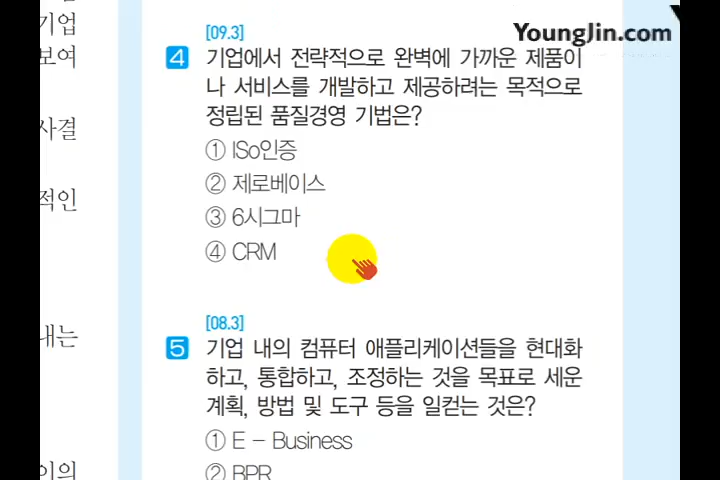 YoungJin.com
기업
보여
사결
적인
내는
이의
[09.3]
4 기업에서 전략적으로 완벽에 가까운 제품이
나 서비스를 개발하고 제공하려는 목적으로
정립된 품질경영 기법은?
① ISo인증
② 제로베이스
③ 6시그마
④ CRM
[08.3]
5 기업 내의 컴퓨터 애플리케이션들을 현대화
하고, 통합하고, 조정하는 것을 목표로 세운
계획, 방법 및 도구 등을 일컫는 것은?
① E - Business
② BPR